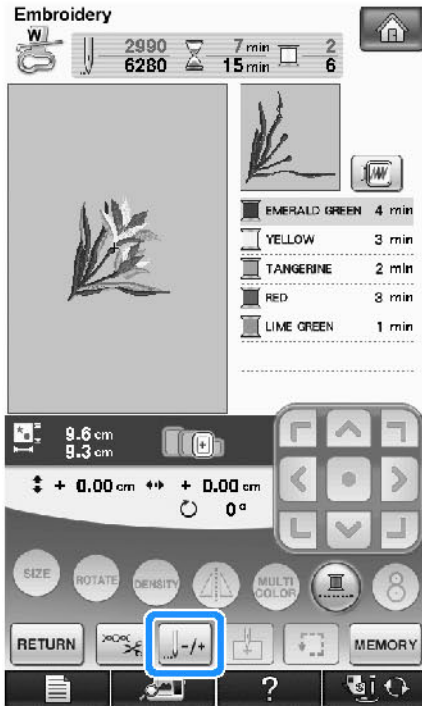 Embroidery
W
2990 7 min 2
6280 15 min 6
EMERALD GREEN 4 min
YELLOW 3 min
TANGERINE 2 min
RED 3 min
LIME GREEN 1 min
9.6 cm
9.3 cm
+ 0.00 cm + 0.00 cm
0°
SIZE ROTATE DENSITY MULTI COLOR 8
RETURN -/+ MEMORY
?